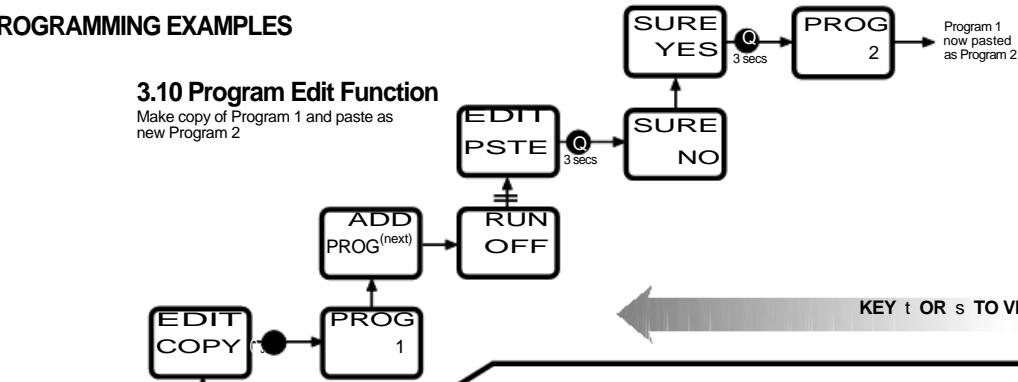 ROGRAMMING EXAMPLES
3.10 Program Edit Function
Make copy of Program 1 and paste as
new Program 2
SURE
YES
Q
3 secs
PROG
2
Program 1
now pasted
as Program 2
EDIT
PSTE
Q
3 secs
SURE
NO
ADD
PROG(next)
RUN
OFF
EDIT
COPY
PROG
1
KEY t OR s TO